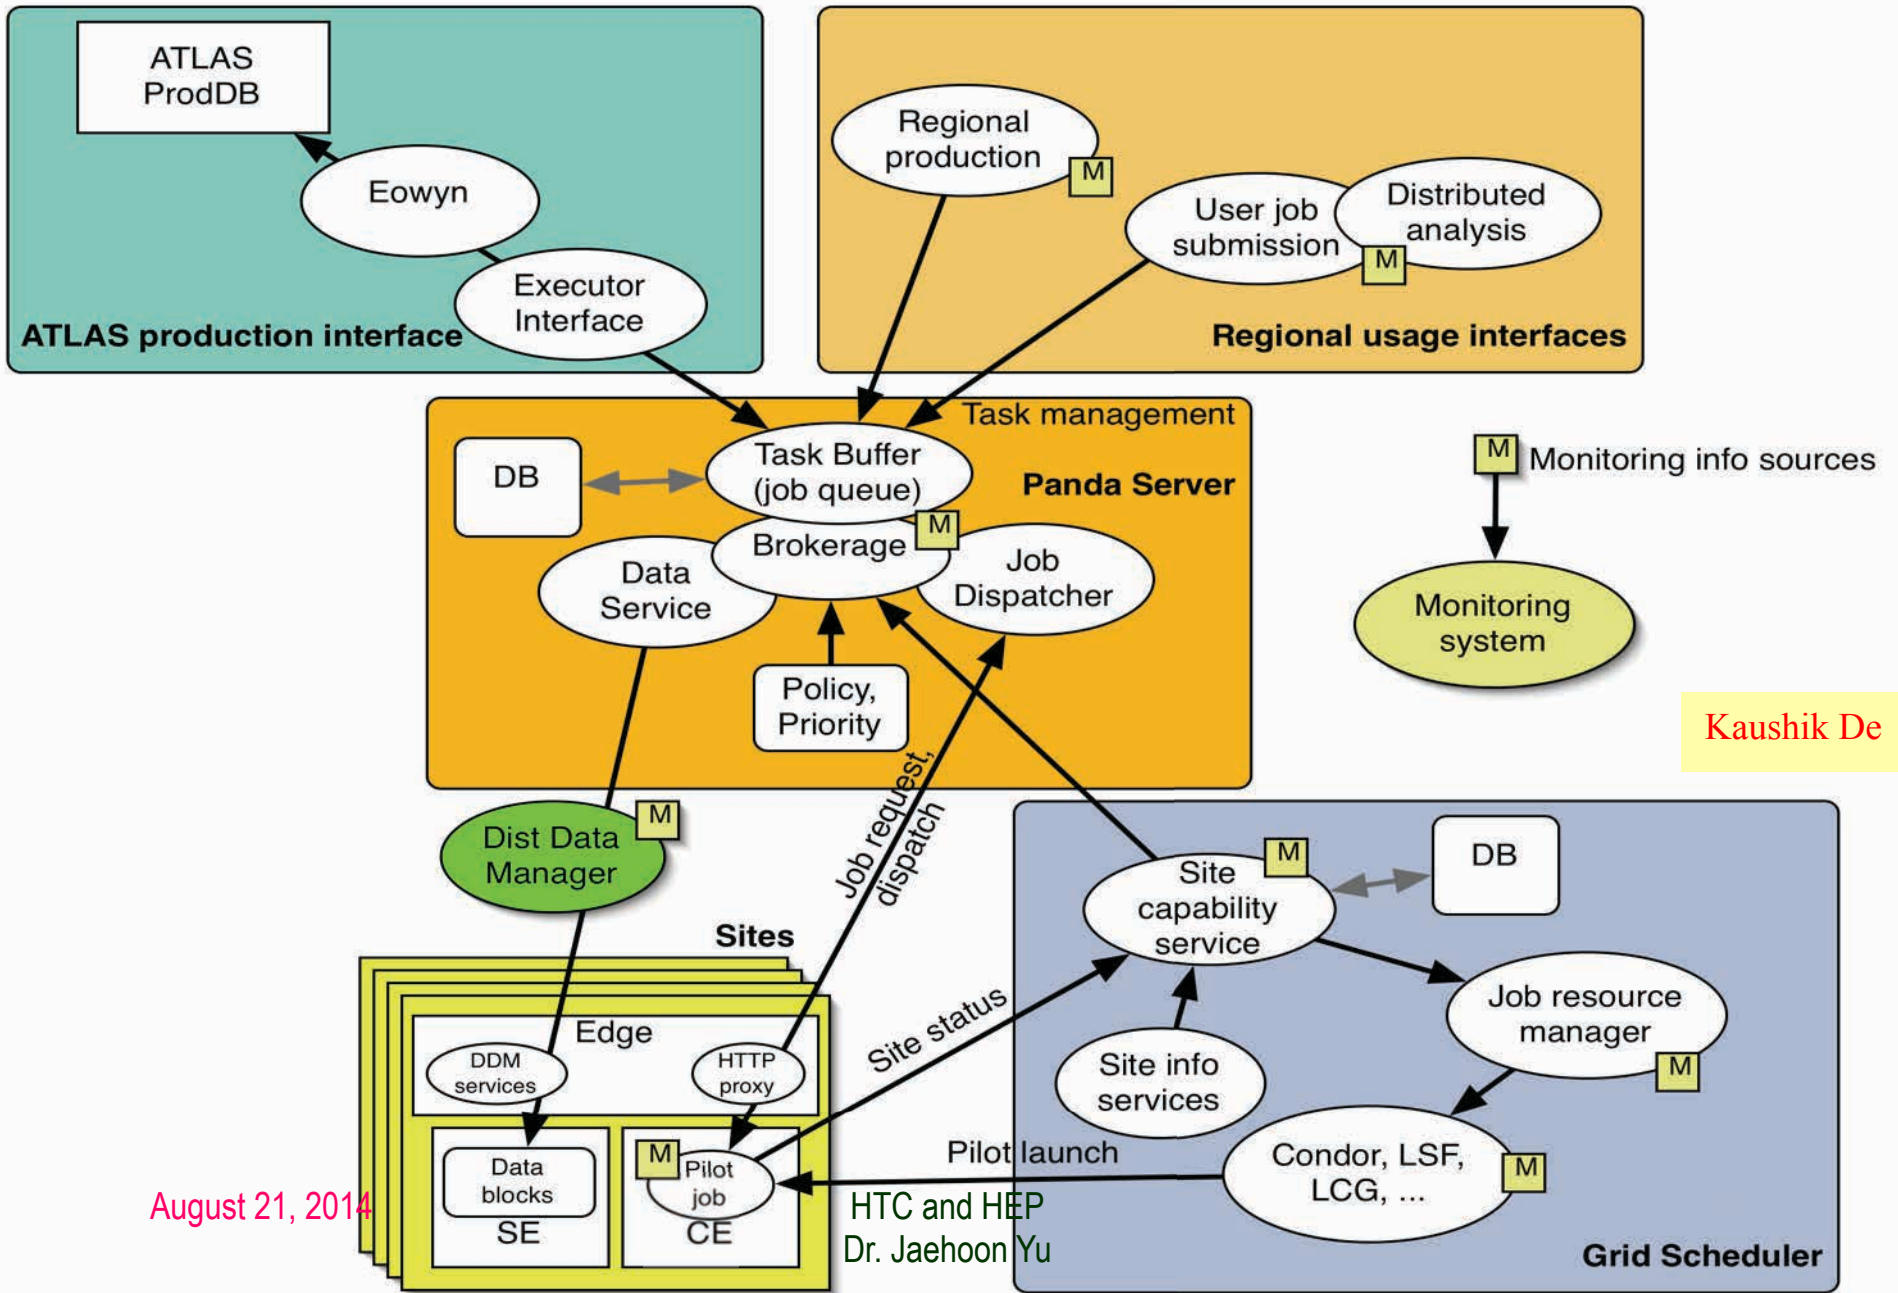 ATLAS
ProdDB
Eowyn
Executor
Interface
ATLAS production interface
Regional
production
M
User job
submission
M
Distributed
analysis
Regional usage interfaces
Task management
DB
Task Buffer
(job queue)
Panda Server
M
Brokerage
Data
Service
Job
Dispatcher
Policy,
Priority
M
Monitoring info sources
Monitoring
system
Kaushik De
Dist Data
Manager
M
Job request,
dispatch
Sites
Edge
DDM
services
HTTP
proxy
Data
blocks
SE
M
Pilot
job
CE
Site status
Pilot launch
M
Site
capability
service
DB
Job resource
manager
M
Site info
services
Condor, LSF,
LCG, ...
M
Grid Scheduler
August 21, 2014
HTC and HEP
Dr. Jaehoon Yu